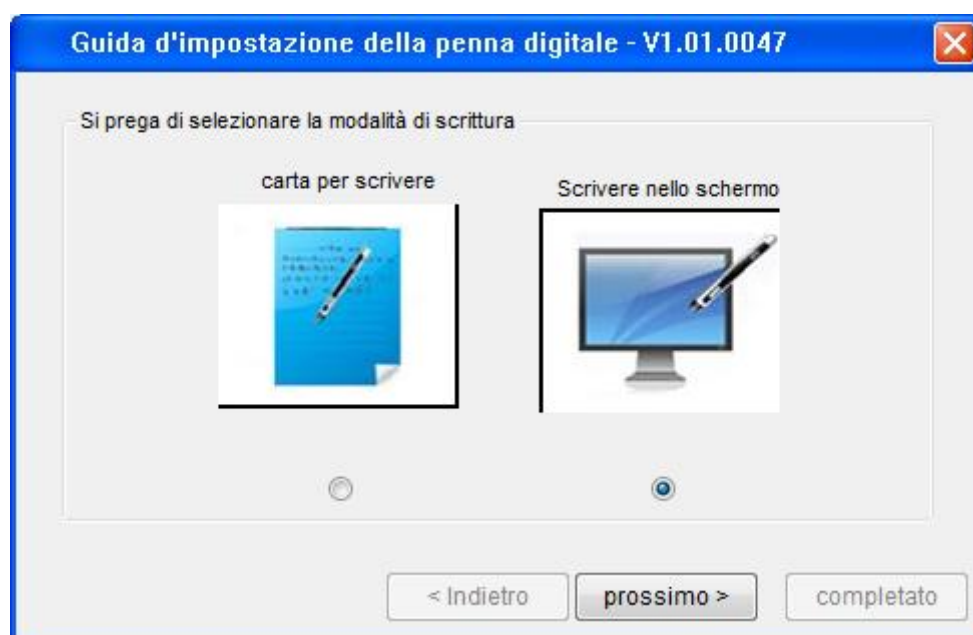 Guida d'impostazione della penna digitale - V1.01.0047
Si prega di selezionare la modalità di scrittura
carta per scrivere
Scrivere nello schermo
< Indietro
prossimo >
completato